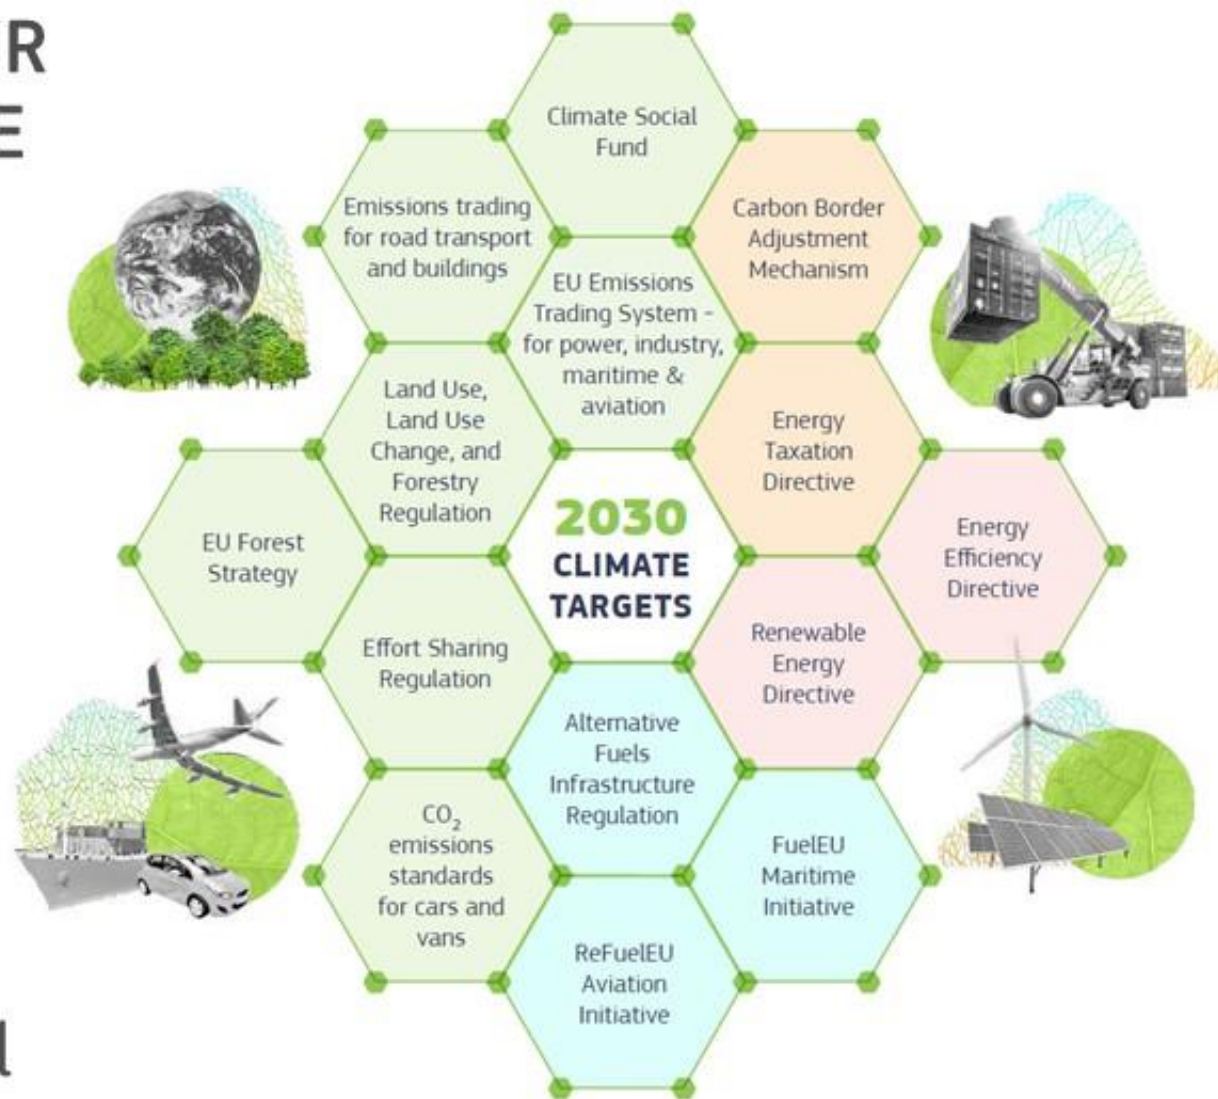 R
E
Climate Social
Fund
Emissions trading
for road transport
and buildings
Carbon Border
Adjustment
Mechanism
EU Emissions
Trading System -
for power, industry,
maritime &
aviation
Land Use,
Land Use
Change, and
Forestry
Regulation
Energy
Taxation
Directive
EU Forest
Strategy
2030
CLIMATE
TARGETS
Energy
Efficiency
Directive
Effort Sharing
Regulation
Renewable
Energy
Directive
Alternative
Fuels
Infrastructure
Regulation
CO₂
emissions
standards
for cars and
vans
FuelEU
Maritime
Initiative
ReFuelEU
Aviation
Initiative
l